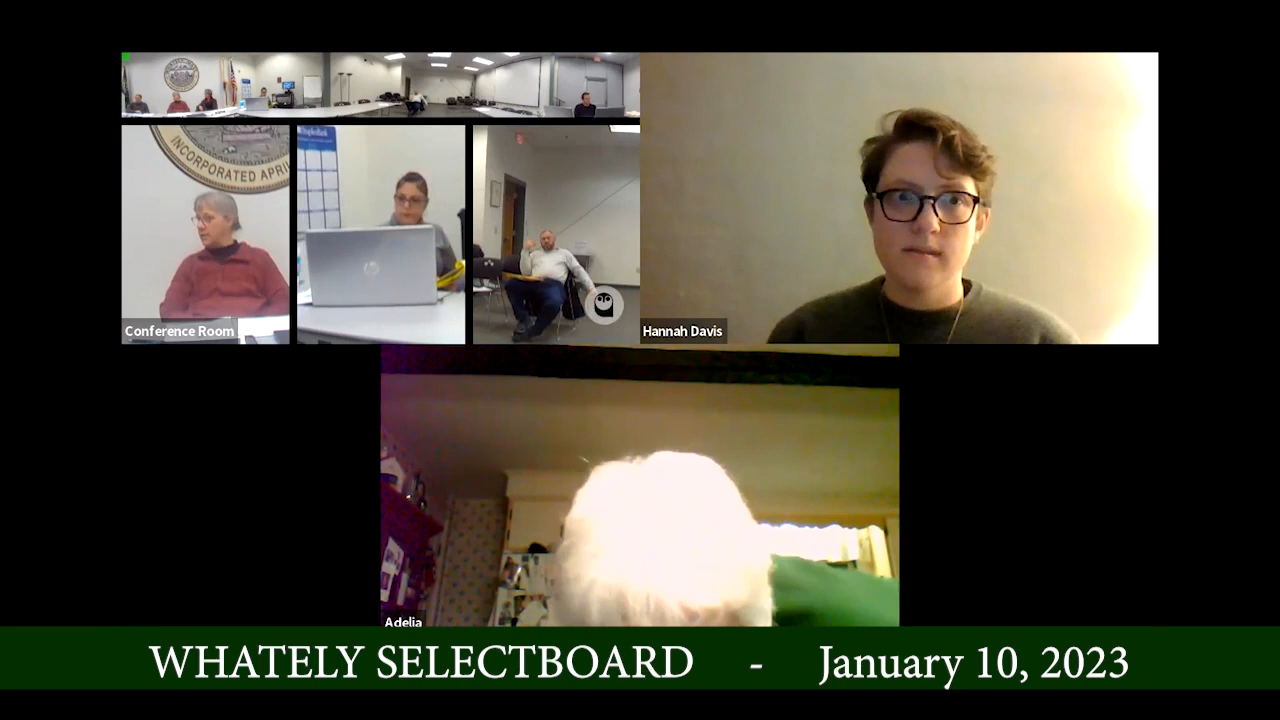 INCORPORATED APRI
Conference Room
Hannah Davis
Adelia
WHATELY SELECTBOARD - January 10, 2023